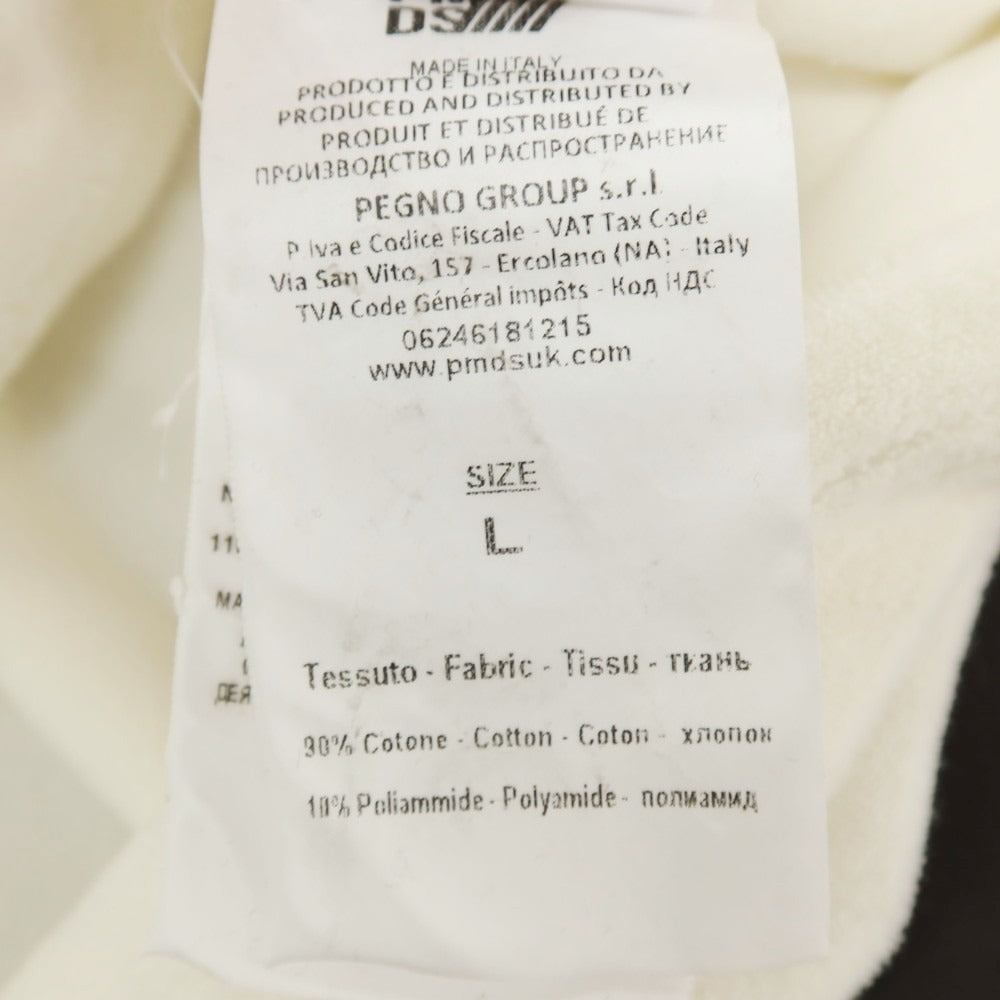 DS
MADE IN ITALY
PRODOTTO E DISTRIBUITO DA
PRODUCED AND DISTRIBUTED BY
PRODUIT ET DISTRIBUÉ DE
ПРОИЗВОДСТВО И РАСПРОСТРАНЕНИЕ
PEGNO GROUP s.r.l
P Iva e Codice Fiscale - VAT Tax Code
Via San Vito, 157 - Ercolano (NA) - Italy
TVA Code Général impôts - Код НДС
06246181215
www.pmdsuk.com
SIZE
L
Tessuto - Fabric - Tissu - ткань
90% Cotone - Cotton - Coton - хлопок
10% Poliammide - Polyamide - полиамид